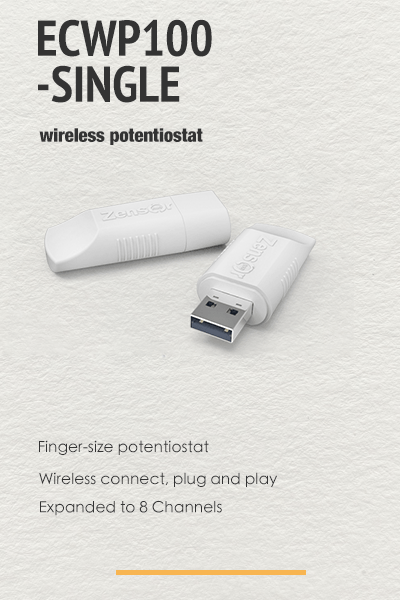 ECWP100
-SINGLE
wireless potentiostat
Zensor
Zensor
Finger-size potentiostat
Wireless connect, plug and play
Expanded to 8 Channels